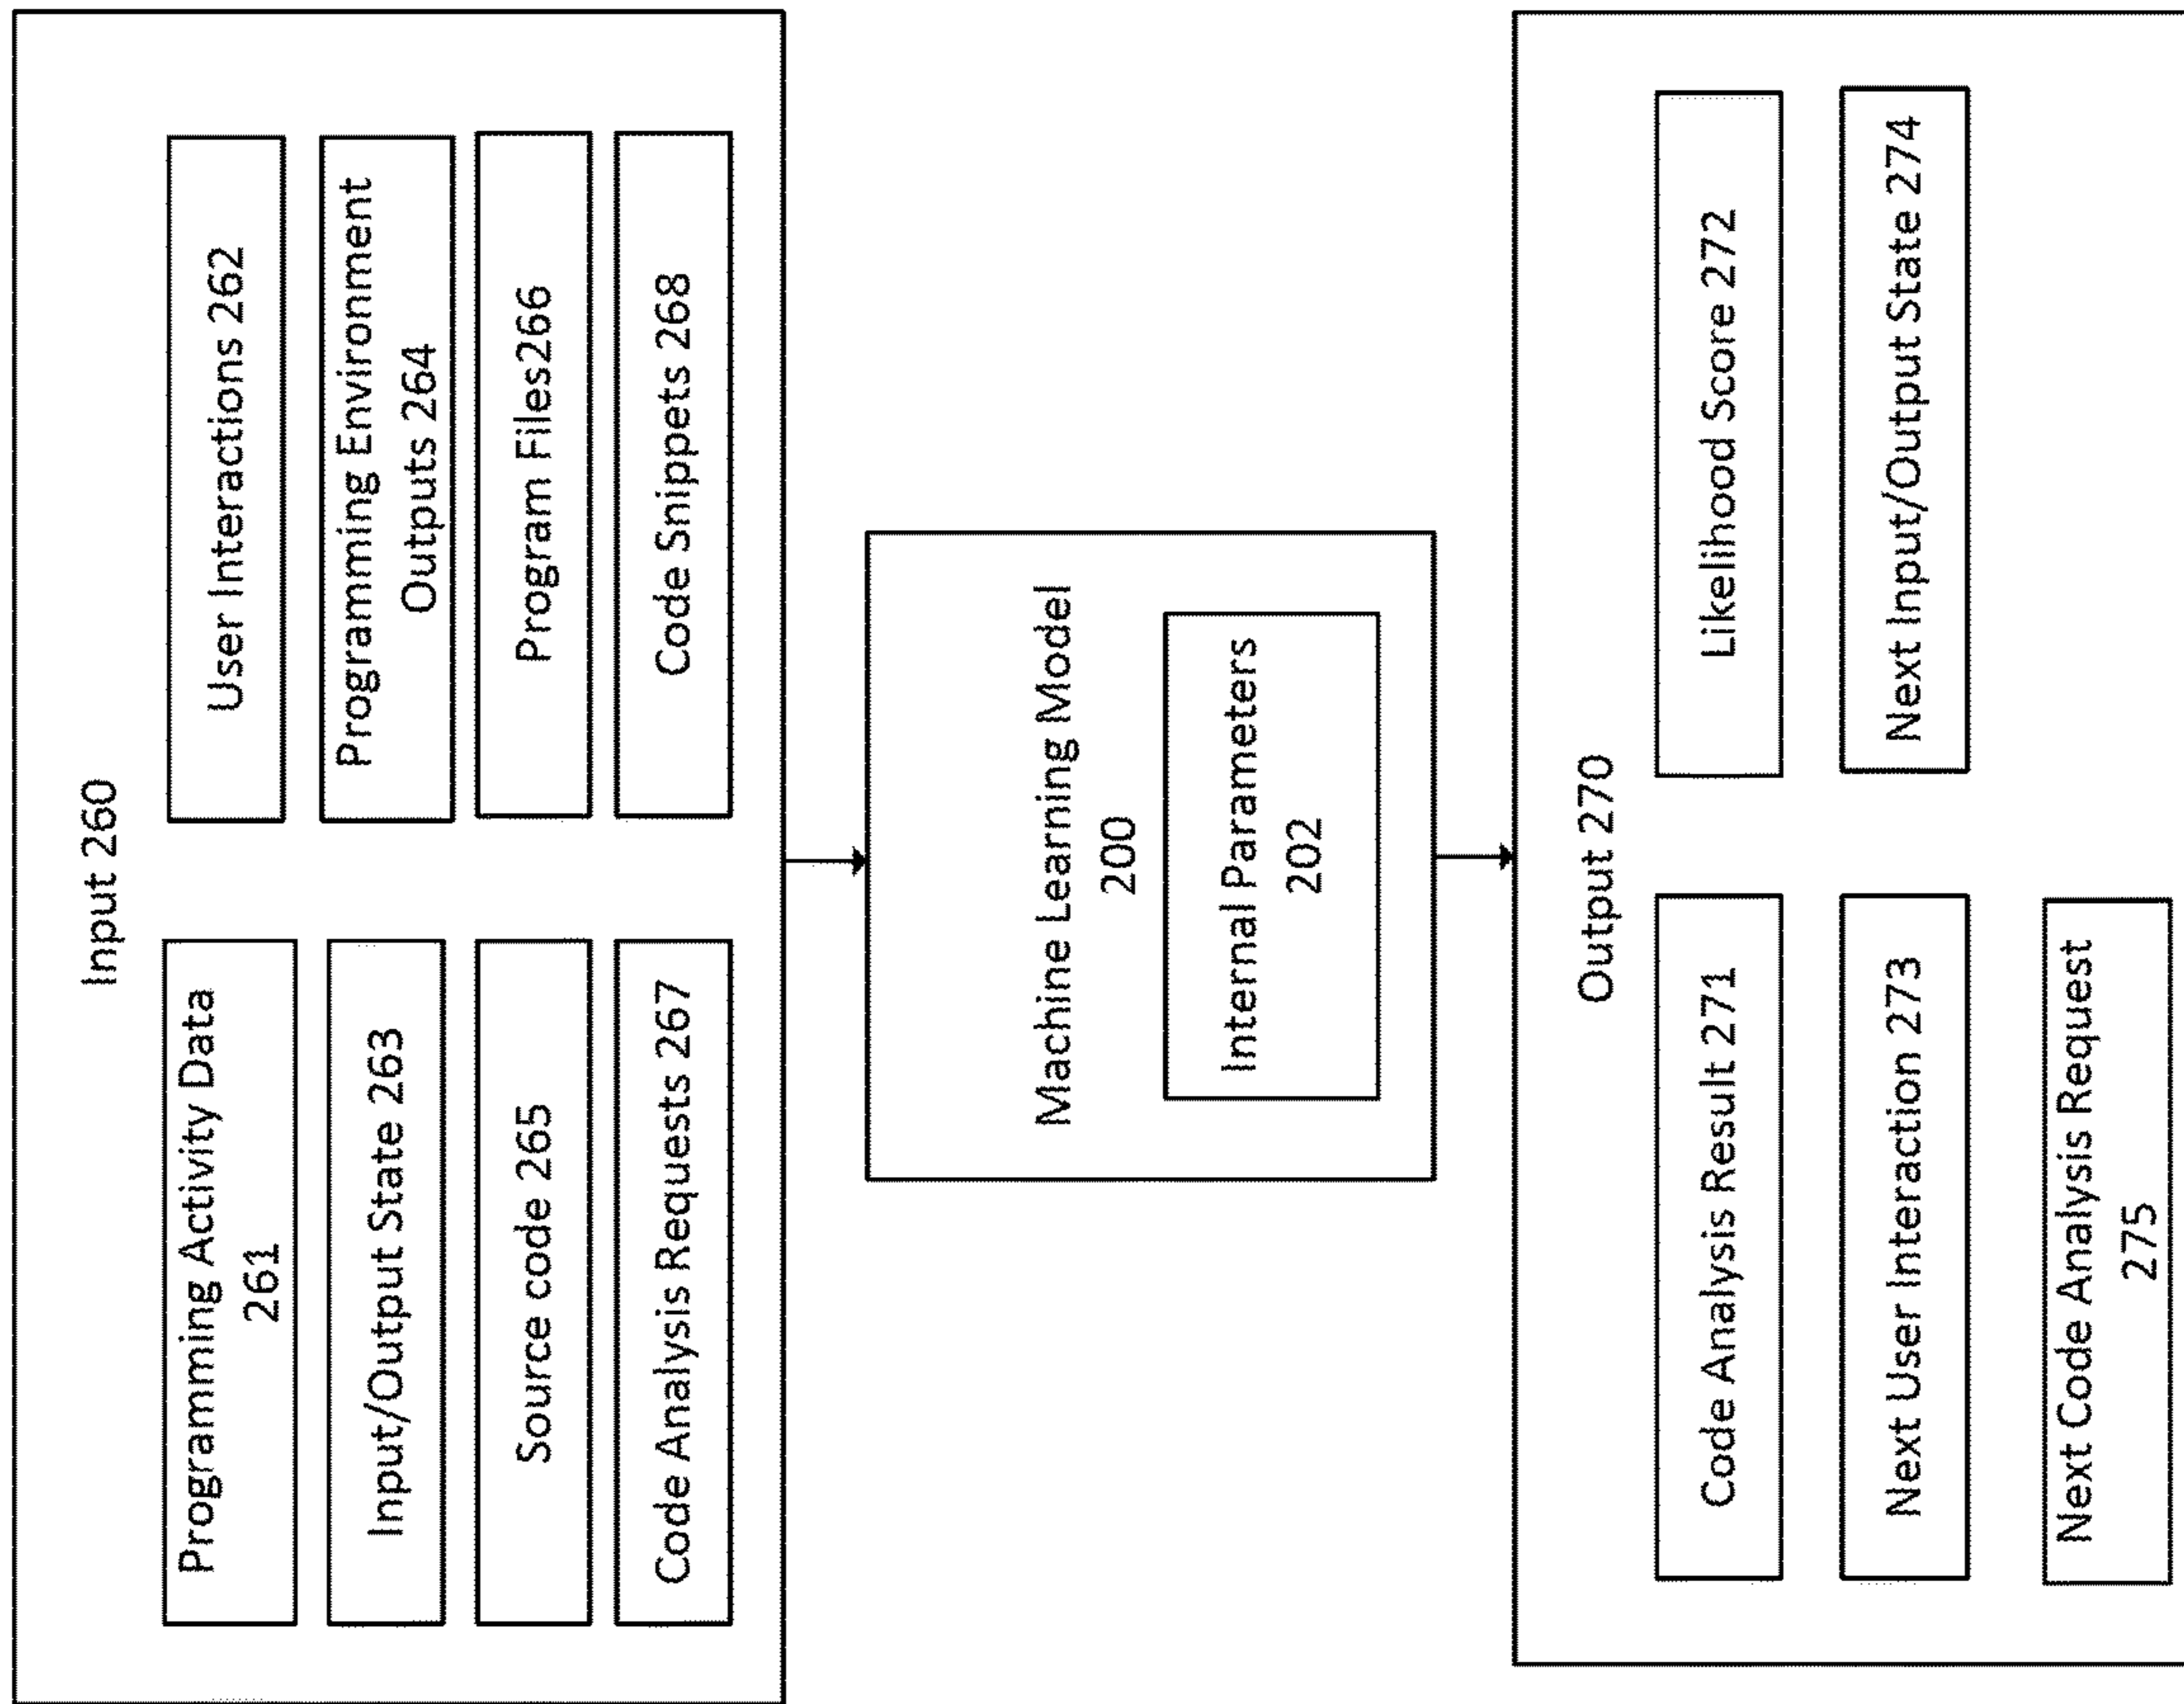 Input 260
Programming Activity Data
261
User Interactions 262
Input/Output State 263
Programming Environment
Outputs 264
Source code 265
Program Files266
Code Analysis Requests 267
Code Snippets 268
Machine Learning Model
200
Internal Parameters
202
Output 270
Code Analysis Result 271
Likelihood Score 272
Next User Interaction 273
Next Input/Output State 274
Next Code Analysis Request
275